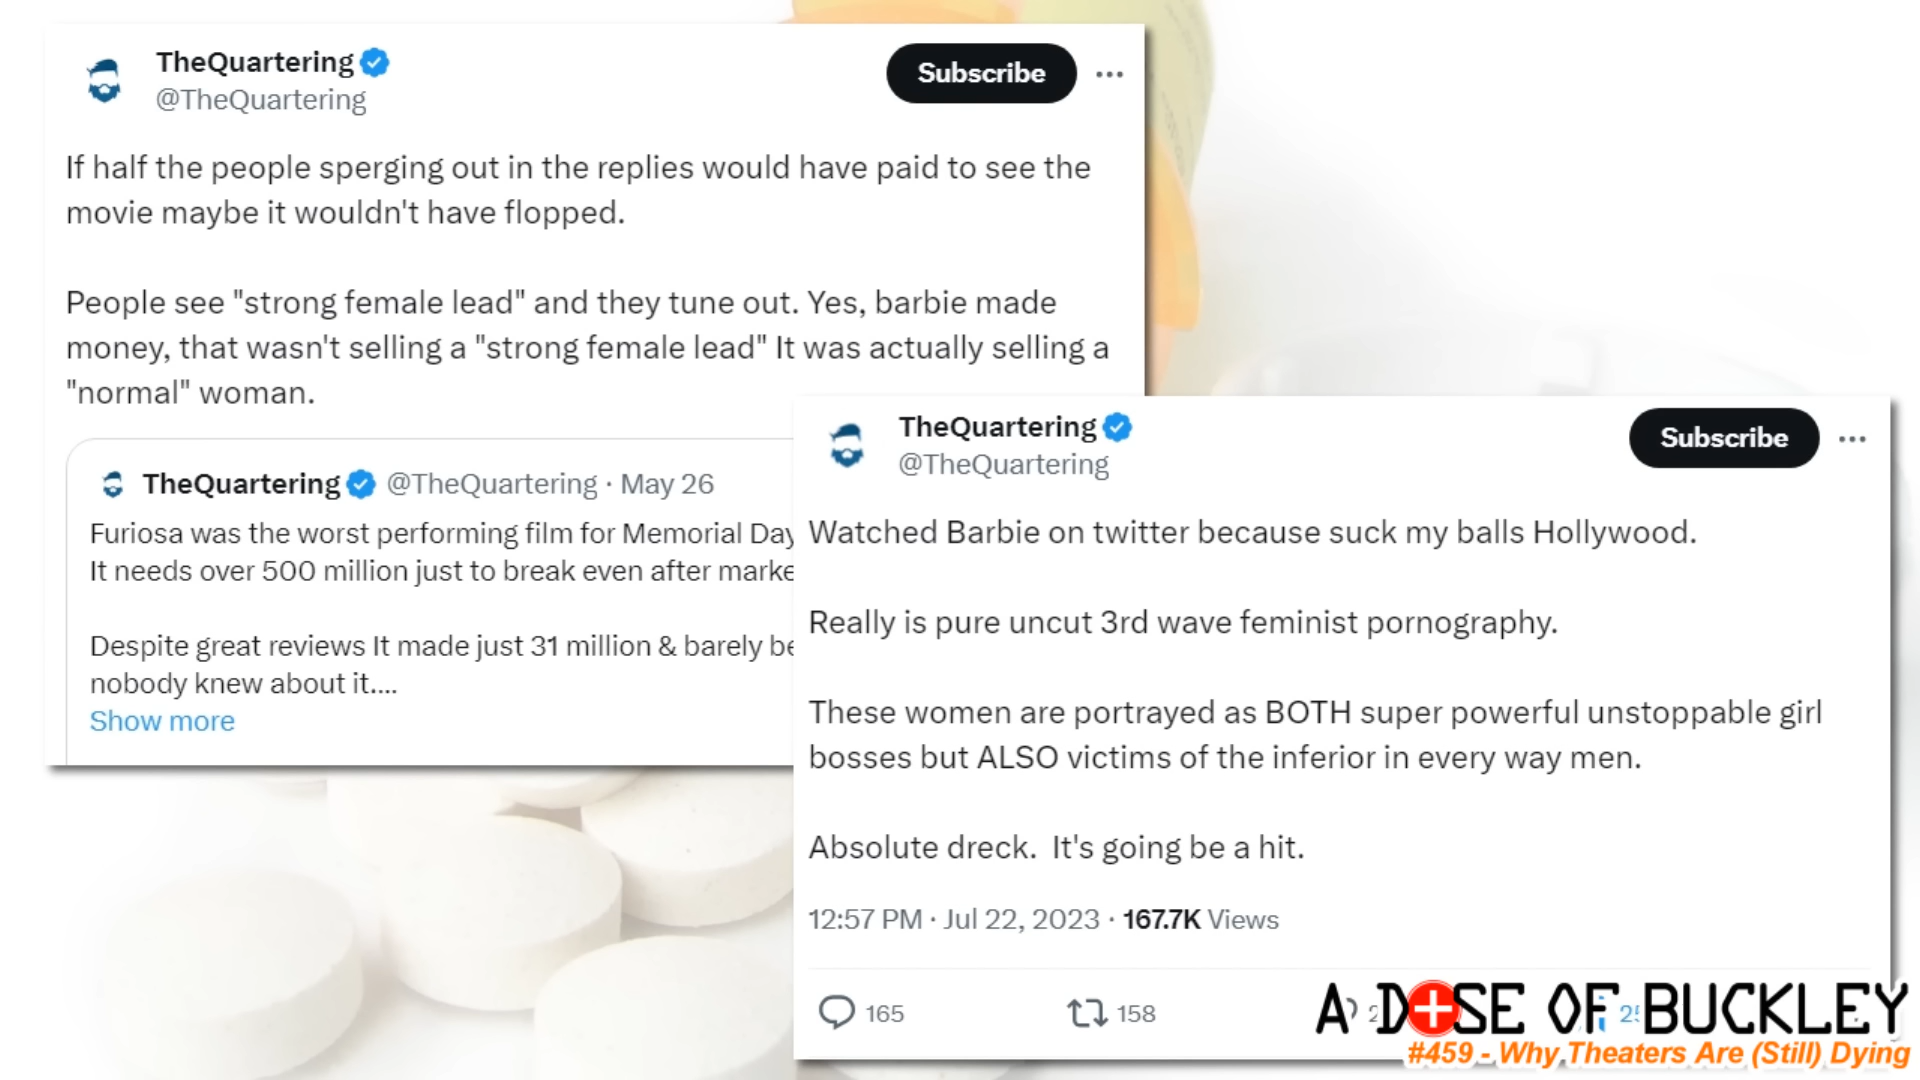 TheQuartering
@TheQuartering
Subscribe
If half the people sperging out in the replies would have paid to see the
movie maybe it wouldn't have flopped.
People see "strong female lead" and they tune out. Yes, barbie made
money, that wasn't selling a "strong female lead" It was actually selling a
"normal" woman.
TheQuartering @TheQuartering · May 26
Furiosa was the worst performing film for Memorial Day
It needs over 500 million just to break even after marke
Despite great reviews It made just 31 million & barely be
nobody knew about it....
Show more
TheQuartering
@TheQuartering
Subscribe
Watched Barbie on twitter because suck my balls Hollywood.
Really is pure uncut 3rd wave feminist pornography.
These women are portrayed as BOTH super powerful unstoppable girl
bosses but ALSO victims of the inferior in every way men.
Absolute dreck.  It's going be a hit.
12:57 PM · Jul 22, 2023 · 167.7K Views
165 158
A DOSE OF BUCKLEY
#459 - Why Theaters Are (Still) Dying